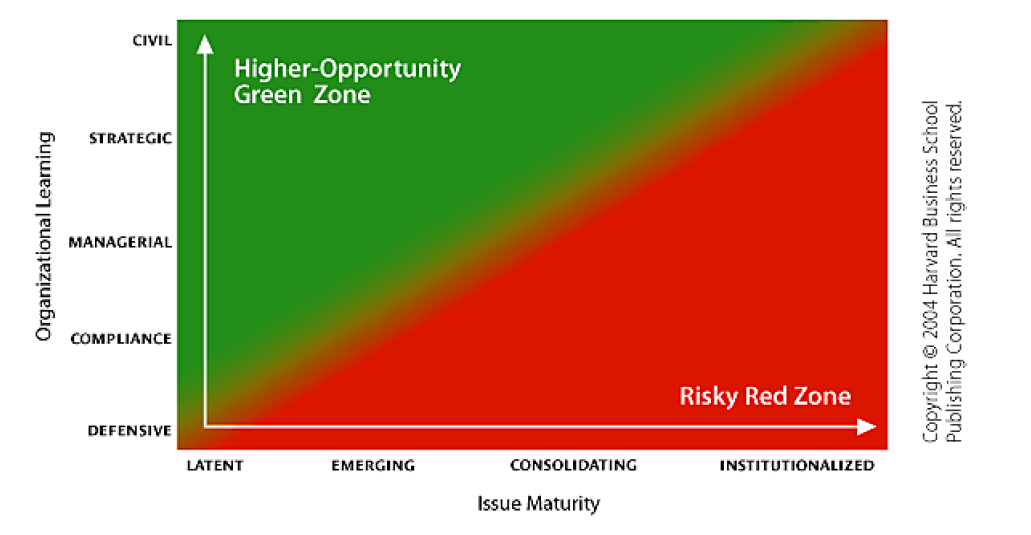 CIVIL
Higher-Opportunity
Green Zone
STRATEGIC
MANAGERIAL
COMPLIANCE
DEFENSIVE
Organizational Learning
Risky Red Zone
LATENT
EMERGING
CONSOLIDATING
INSTITUTIONALIZED
Issue Maturity
Copyright © 2004 Harvard Business School
Publishing Corporation. All rights reserved.